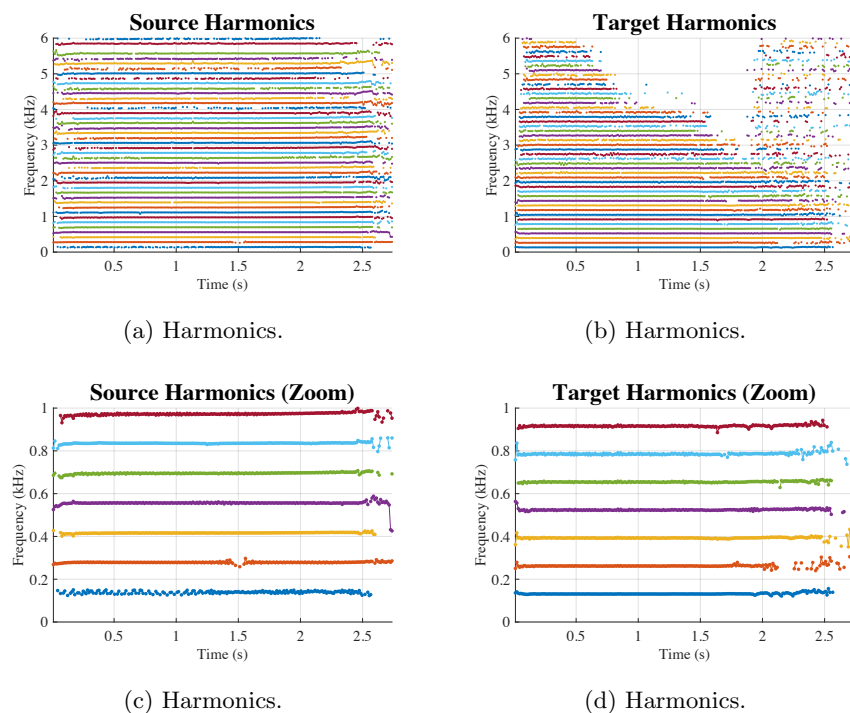 Source Harmonics
Target Harmonics
Frequency (kHz)
6
5
4
3
2
1
0
0.5 1 1.5 2 2.5
Time (s)
Frequency (kHz)
6
5
4
3
2
1
0
0.5 1 1.5 2 2.5
Time (s)
(a) Harmonics.
(b) Harmonics.
Source Harmonics (Zoom)
Target Harmonics (Zoom)
Frequency (kHz)
1
0.8
0.6
0.4
0.2
0
0.5 1 1.5 2 2.5
Time (s)
Frequency (kHz)
1
0.8
0.6
0.4
0.2
0
0.5 1 1.5 2 2.5
Time (s)
(c) Harmonics.
(d) Harmonics.